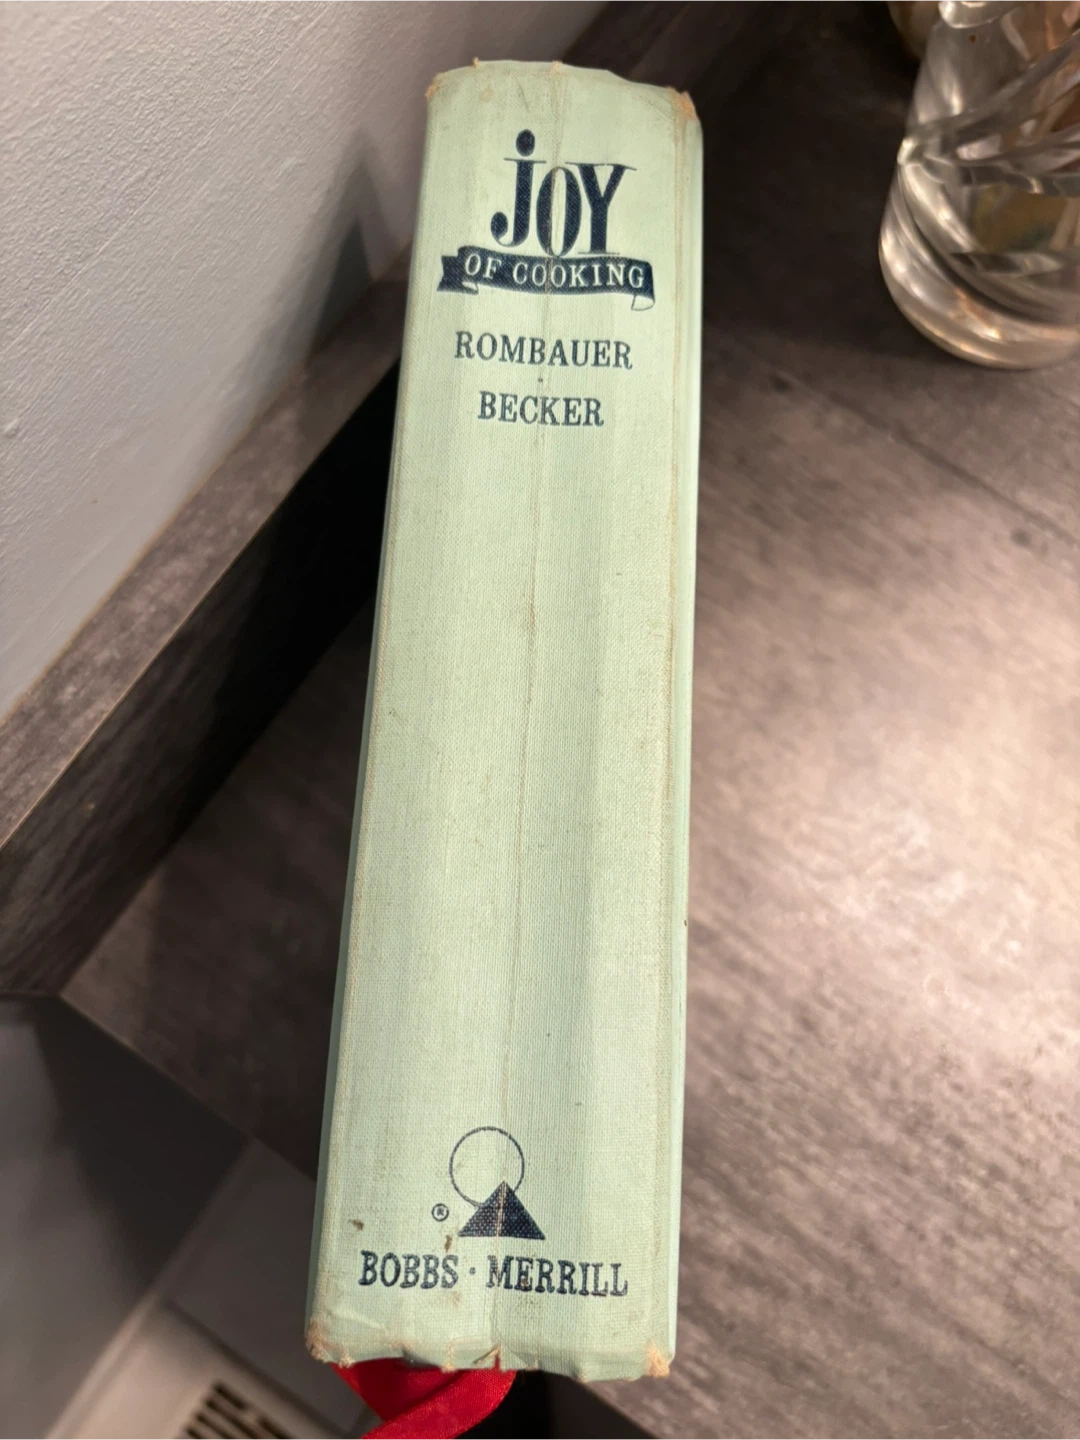 JOY
OF COOKING
ROMBAUER
BECKER
®
BOBBS · MERRILL